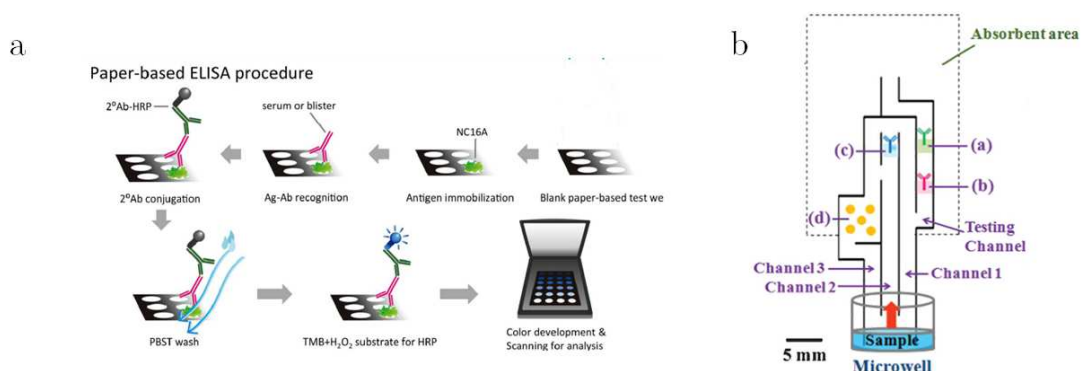 a
b
Paper-based ELISA procedure
2°Ab-HRP
serum or blister
NC16A
2°Ab conjugation
Ag-Ab recognition
Antigen immobilization
Blank paper-based test we
PBST wash
TMB+H₂O₂ substrate for HRP
Color development &
Scanning for analysis
Absorbent area
(c)
(a)
(b)
(d)
Testing
Channel
Channel 3
Channel 1
Channel 2
Sample
5 mm
Microwell